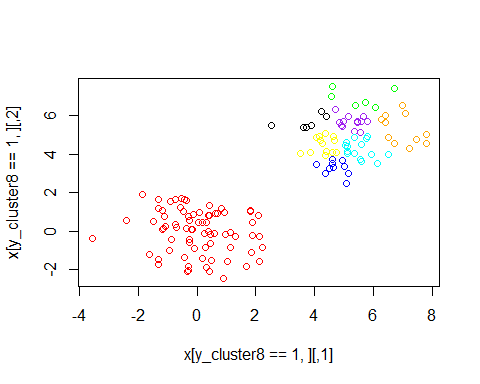 x[y_cluster8 == 1, ][,2]
6
4
2
0
-2
-4 -2 0 2 4 6 8
x[y_cluster8 == 1, ][,1]